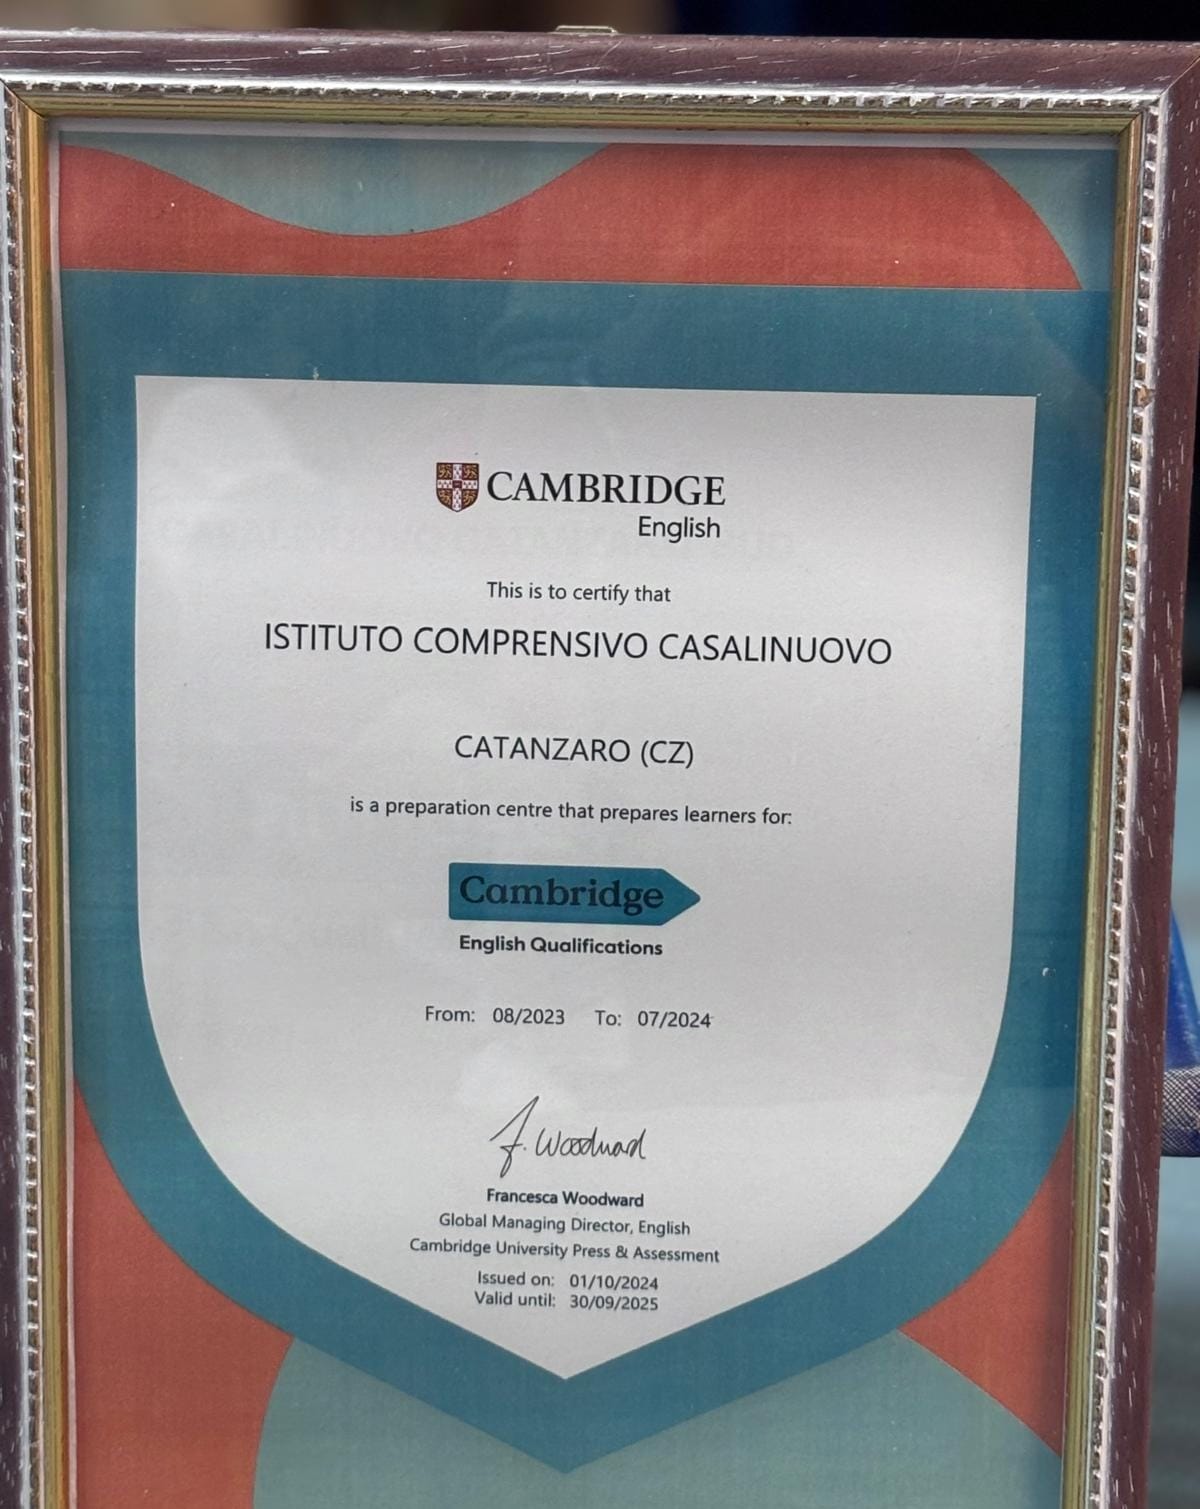 CAMBRIDGE
English
This is to certify that
ISTITUTO COMPRENSIVO CASALINUOVO
CATANZARO (CZ)
is a preparation centre that prepares learners for:
Cambridge
English Qualifications
From: 08/2023 To: 07/2024
F. Woodward
Francesca Woodward
Global Managing Director, English
Cambridge University Press & Assessment
Issued on: 01/10/2024
Valid until: 30/09/2025